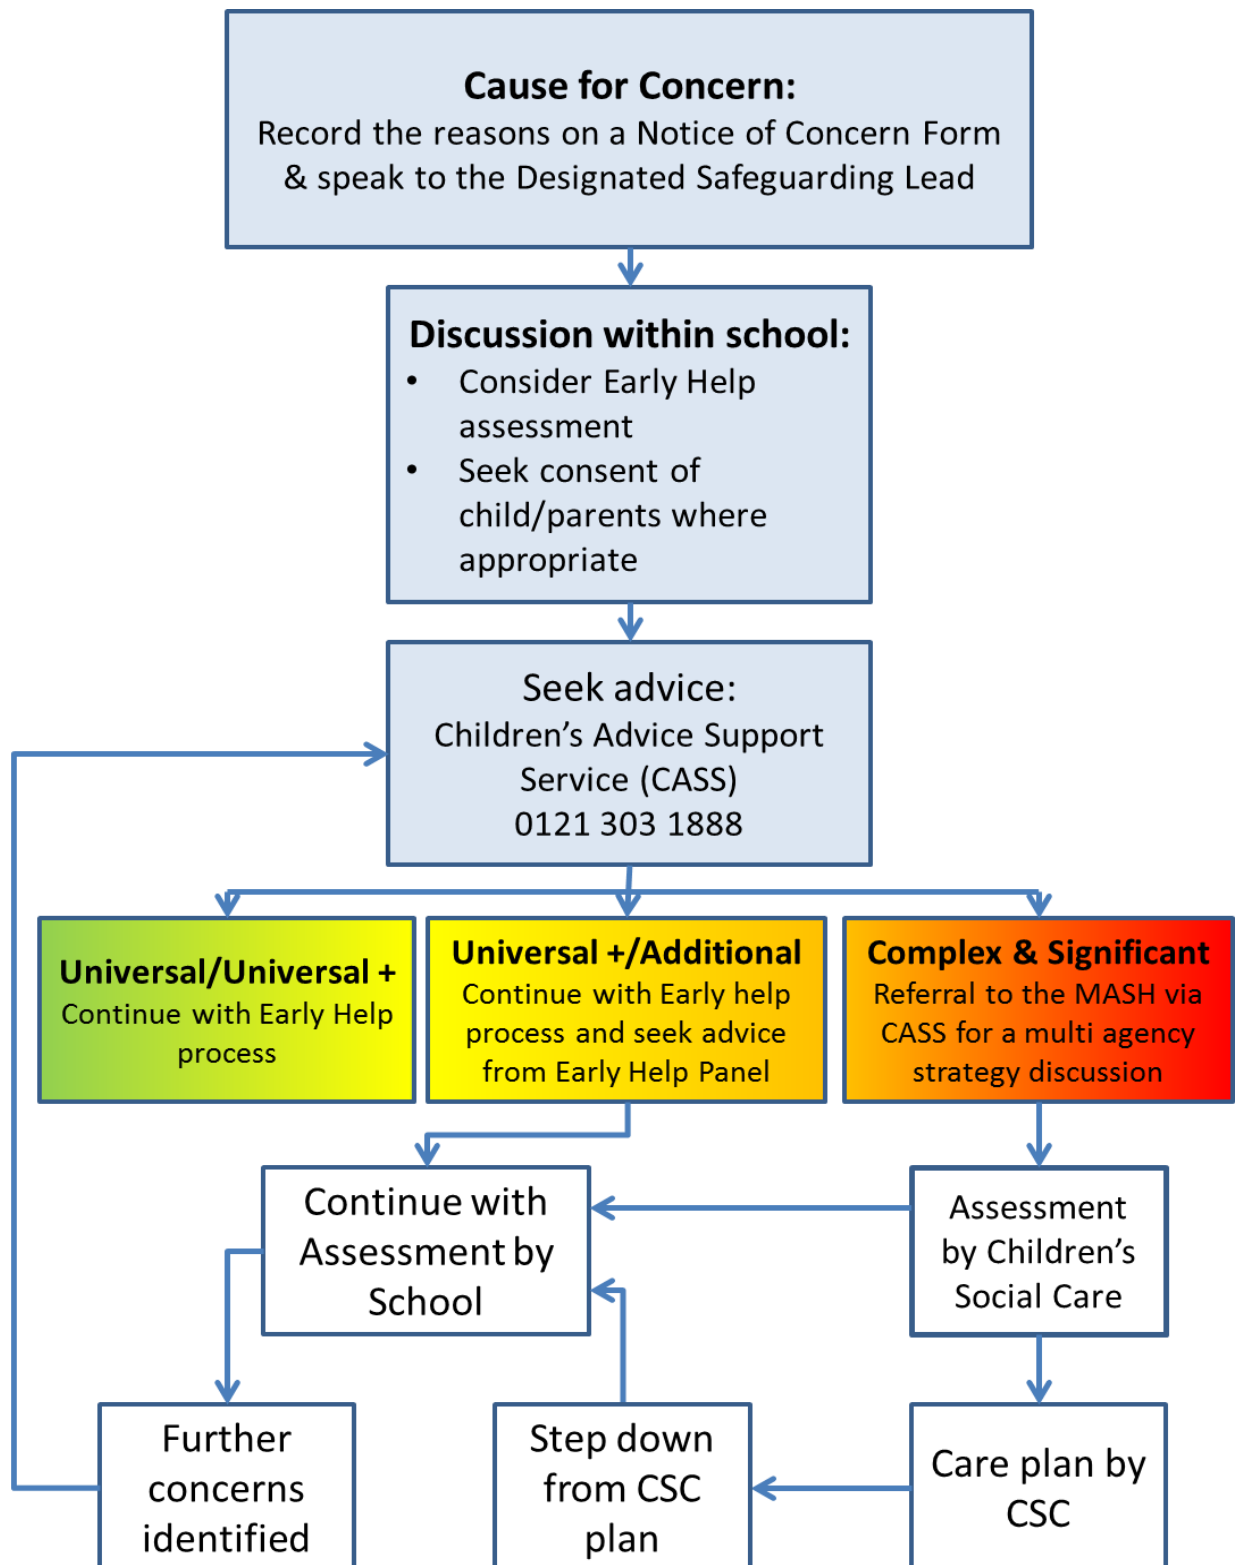 Cause for Concern:
Record the reasons on a Notice of Concern Form
& speak to the Designated Safeguarding Lead
Discussion within school:
• Consider Early Help
assessment
• Seek consent of
child/parents where
appropriate
Seek advice:
Children’s Advice Support
Service (CASS)
0121 303 1888
Universal/Universal +
Continue with Early Help
process
Universal +/Additional
Continue with Early help
process and seek advice
from Early Help Panel
Complex & Significant
Referral to the MASH via
CASS for a multi agency
strategy discussion
Continue with
Assessment by
School
Assessment
by Children’s
Social Care
Further
concerns
identified
Step down
from CSC
plan
Care plan by
CSC